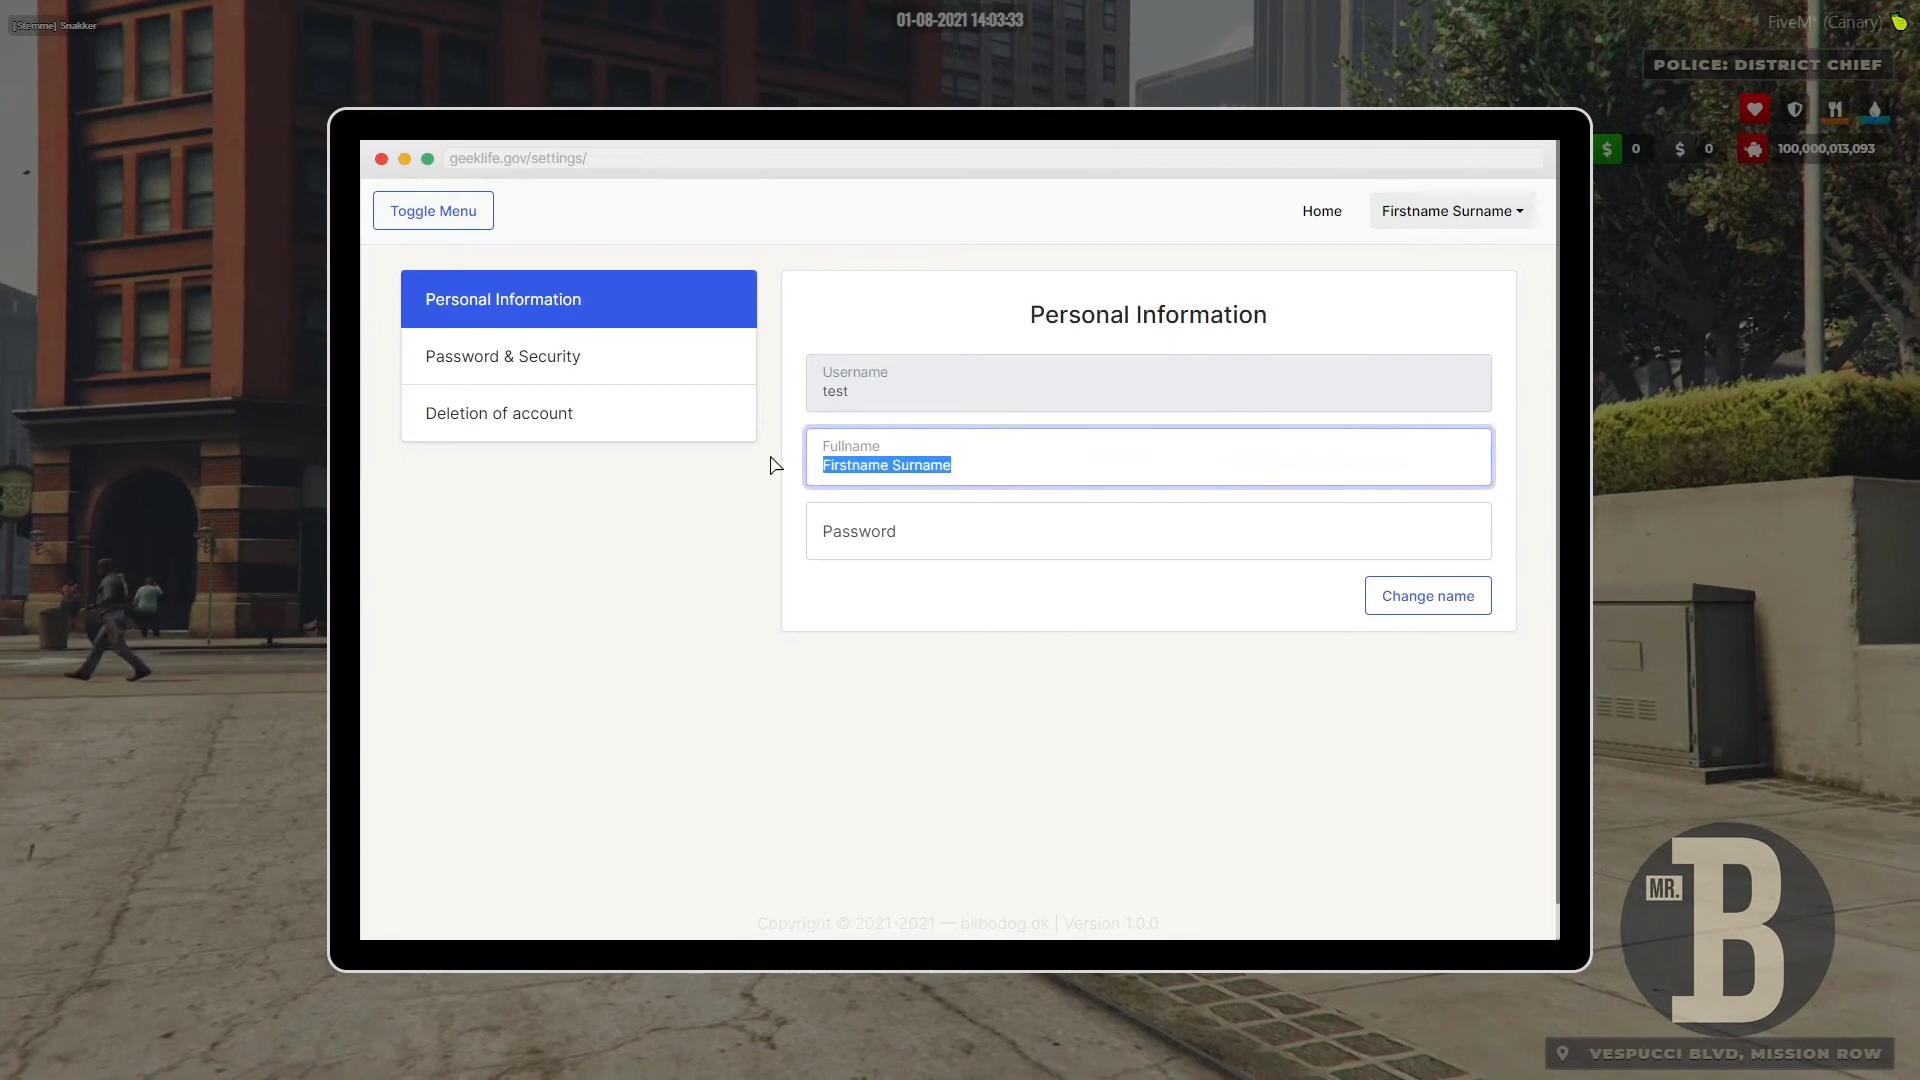 [Stemme] Snakker
01-08-2021 14:03:33
FiveM® (Canary)
POLICE: DISTRICT CHIEF
$ 0 $ 0 100,000,013,093
geeklife.gov/settings/
Toggle Menu
Home
Firstname Surname
Personal Information
Password & Security
Deletion of account
Personal Information
Username
test
Fullname
Firstname Surname
Password
Change name
Copyright © 2021-2021 — bilbodog.dk | Version 1.0.0
MR. B
VESPUCCI BLVD, MISSION ROW